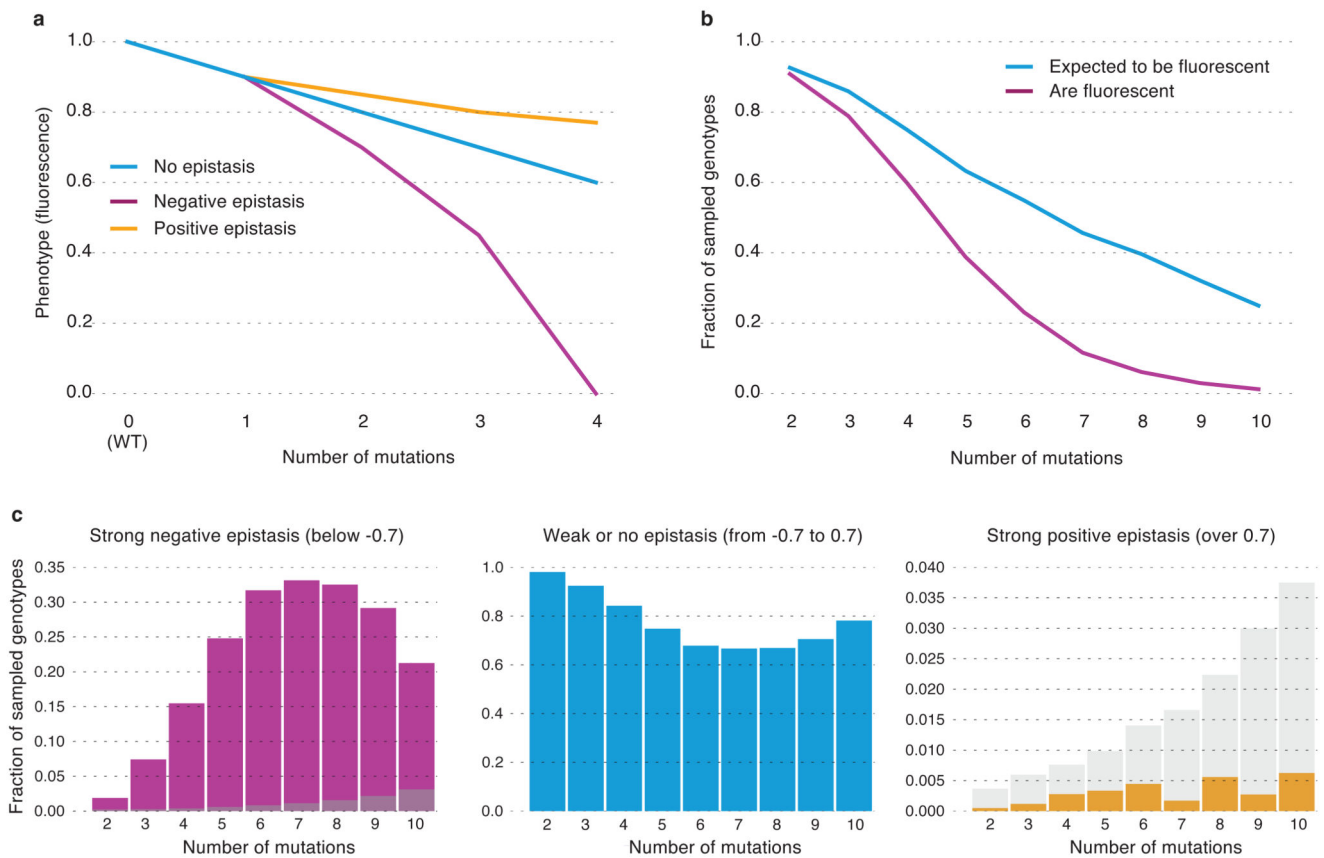 a
1.0
0.8
0.6
0.4
0.2
0.0
Phenotype (fluorescence)
No epistasis
Negative epistasis
Positive epistasis
0 1 2 3 4
(WT)
Number of mutations
b
1.0
0.8
0.6
0.4
0.2
0.0
Fraction of sampled genotypes
Expected to be fluorescent
Are fluorescent
2 3 4 5 6 7 8 9 10
Number of mutations
c
Strong negative epistasis (below -0.7)
0.35
0.30
0.25
0.20
0.15
0.10
0.05
0.00
Fraction of sampled genotypes
2 3 4 5 6 7 8 9 10
Number of mutations
Weak or no epistasis (from -0.7 to 0.7)
1.0
0.8
0.6
0.4
0.2
0.0
2 3 4 5 6 7 8 9 10
Number of mutations
Strong positive epistasis (over 0.7)
0.040
0.035
0.030
0.025
0.020
0.015
0.010
0.005
0.000
2 3 4 5 6 7 8 9 10
Number of mutations